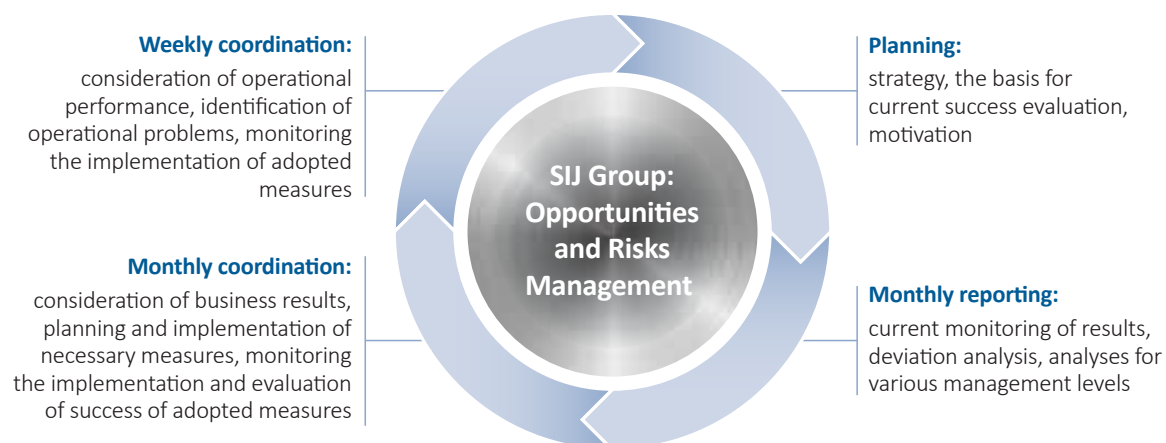 Weekly coordination:
consideration of operational
performance, identification of
operational problems, monitoring
the implementation of adopted
measures
Planning:
strategy, the basis for
current success evaluation,
motivation
SIJ Group:
Opportunities
and Risks
Management
Monthly coordination:
consideration of business results,
planning and implementation of
necessary measures, monitoring
the implementation and evaluation
of success of adopted measures
Monthly reporting:
current monitoring of results,
deviation analysis, analyses for
various management levels